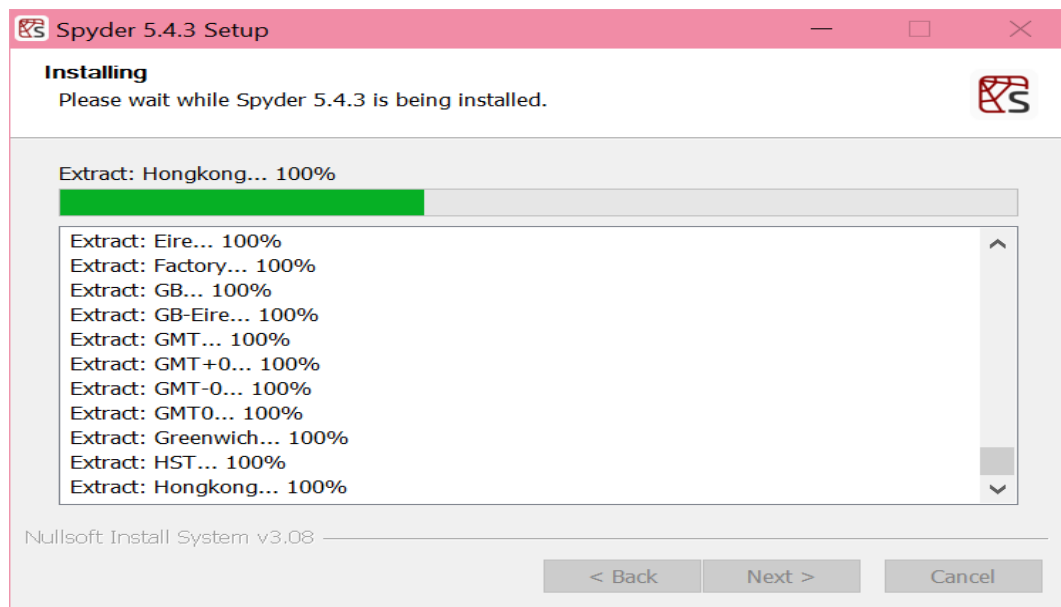 Spyder 5.4.3 Setup
Installing
Please wait while Spyder 5.4.3 is being installed.
Extract: Hongkong... 100%
Extract: Eire... 100%
Extract: Factory... 100%
Extract: GB... 100%
Extract: GB-Eire... 100%
Extract: GMT... 100%
Extract: GMT+0... 100%
Extract: GMT-0... 100%
Extract: GMT0... 100%
Extract: Greenwich... 100%
Extract: HST... 100%
Extract: Hongkong... 100%
Nullsoft Install System v3.08
< Back Next > Cancel